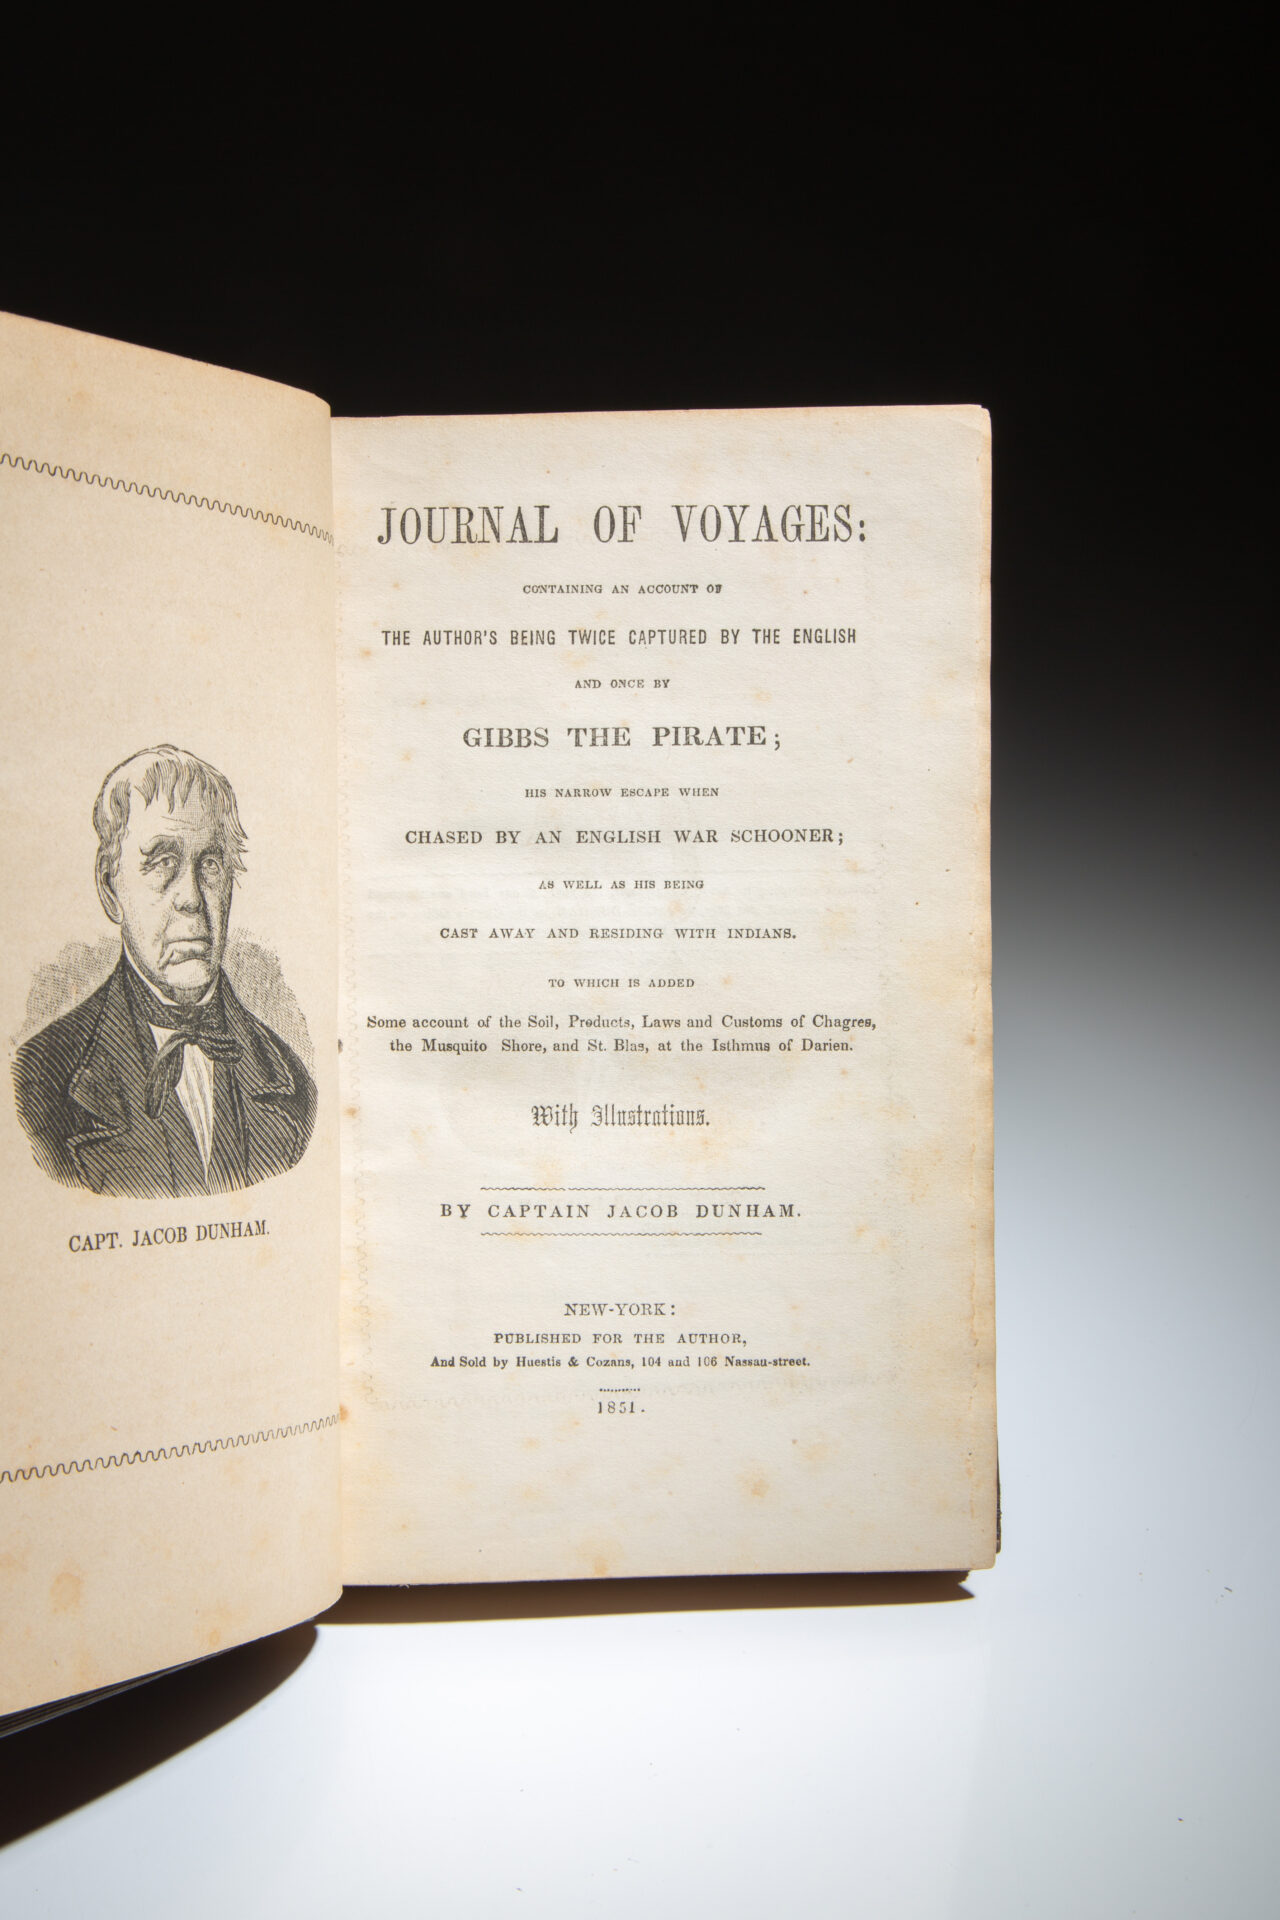 CAPT. JACOB DUNHAM.
JOURNAL OF VOYAGES:
CONTAINING AN ACCOUNT OF
THE AUTHOR'S BEING TWICE CAPTURED BY THE ENGLISH
AND ONCE BY
GIBBS THE PIRATE;
HIS NARROW ESCAPE WHEN
CHASED BY AN ENGLISH WAR SCHOONER;
AS WELL AS HIS BEING
CAST AWAY AND RESIDING WITH INDIANS.
TO WHICH IS ADDED
Some account of the Soil, Products, Laws and Customs of Chagres,
the Musquito Shore, and St. Blas, at the Isthmus of Darien.
With Illustrations.
BY CAPTAIN JACOB DUNHAM.
NEW-YORK:
PUBLISHED FOR THE AUTHOR,
And Sold by Huestis & Cozans, 104 and 106 Nassau-street.
1851.